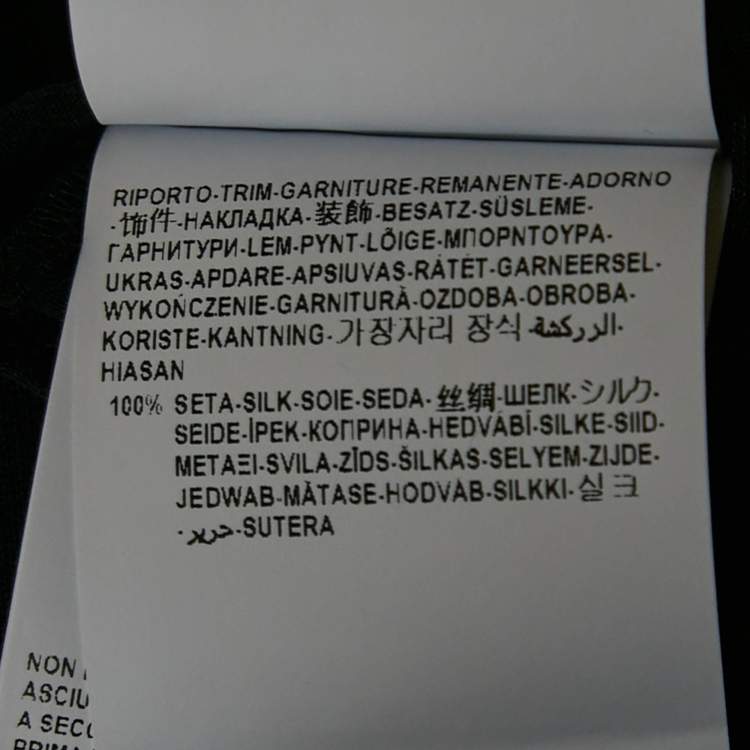 RIPORTO-TRIM-GARNITURE-REMANENTE-ADORNO
-饰件-НАКЛАДКА-装飾-BESATZ-SÜSLEME-
ГАРНИТУРИ-LEM-PYNT-LÕIGE-ΜΠΟΡΝΤΟΥΡΑ-
UKRAS-APDARE-APSIUVAS-RÁTÉT-GARNEERSEL-
WYKOŃCZENIE-GARNITURĂ-OZDOBA-OBROBA-
KORISTE-KANTNING-가장자리 장식-الزركشة-
HIASAN
100% SETA-SILK-SOIE-SEDA-丝绸-ШЕЛК-シルク-
SEIDE-İPEK-КОПРИНА-HEDVÁBÍ-SILKE-SIID-
ΜΕΤΑΞΙ-SVILA-ZĪDS-ŠILKAS-SELYEM-ZIJDE-
JEDWAB-MĂTASE-HODVÁB-SILKKI-실크
-حرير-SUTERA
NON
ASCIU
A SECC
PRIMA